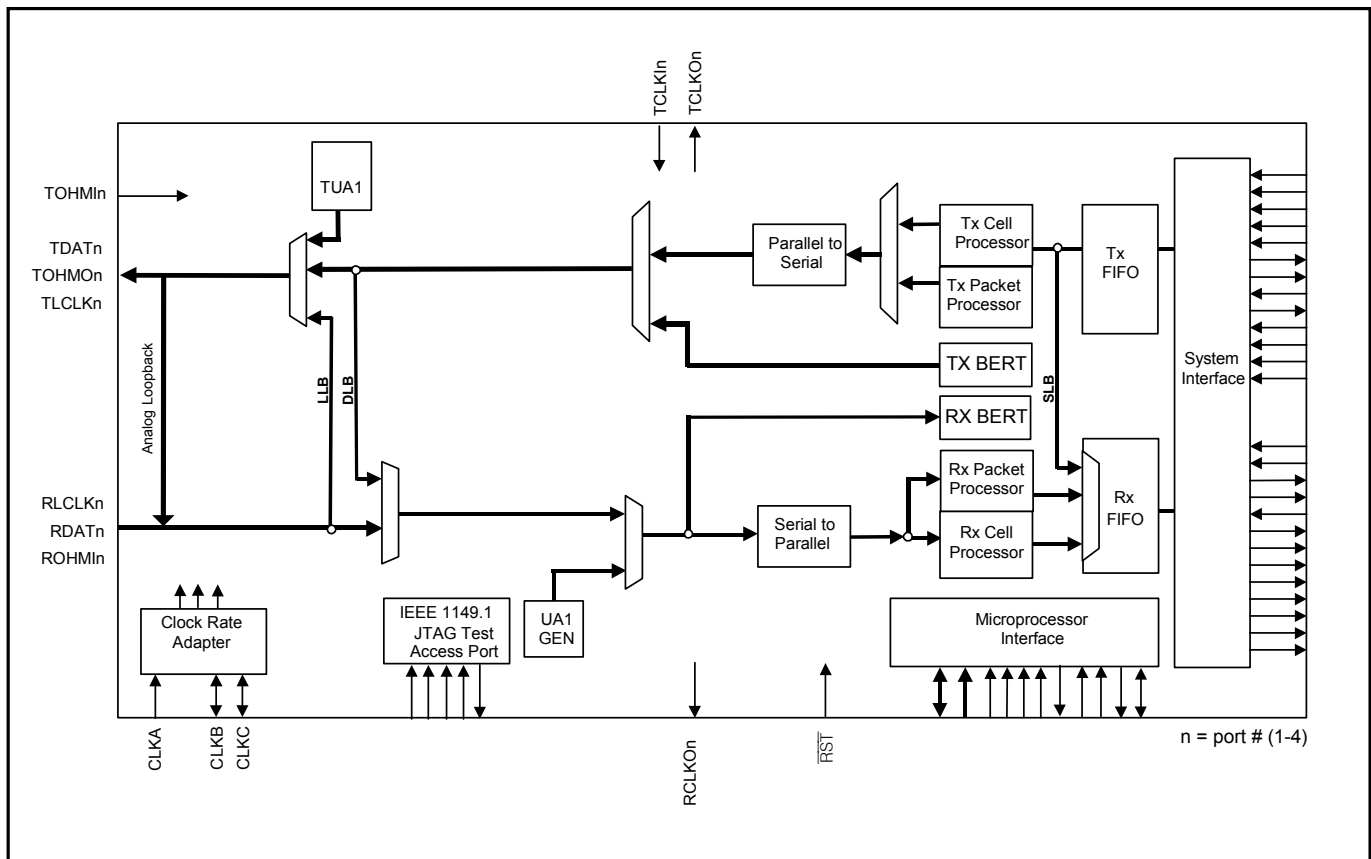 TCLKIn
TCLKOn
TOHMIn
TUA1
TDATn
TOHMOn
TLCLKn
Parallel to
Serial
Tx Cell
Processor
Tx Packet
Processor
Tx
FIFO
System
Interface
TX BERT
RX BERT
Analog Loopback
LLB
DLB
SLB
RLCLKn
RDATn
ROHMIn
Serial to
Parallel
Rx Packet
Processor
Rx Cell
Processor
Rx
FIFO
Clock Rate
Adapter
IEEE 1149.1
JTAG Test
Access Port
UA1
GEN
Microprocessor
Interface
CLKA
CLKB
CLKC
RCLKOn
RST
n = port # (1-4)